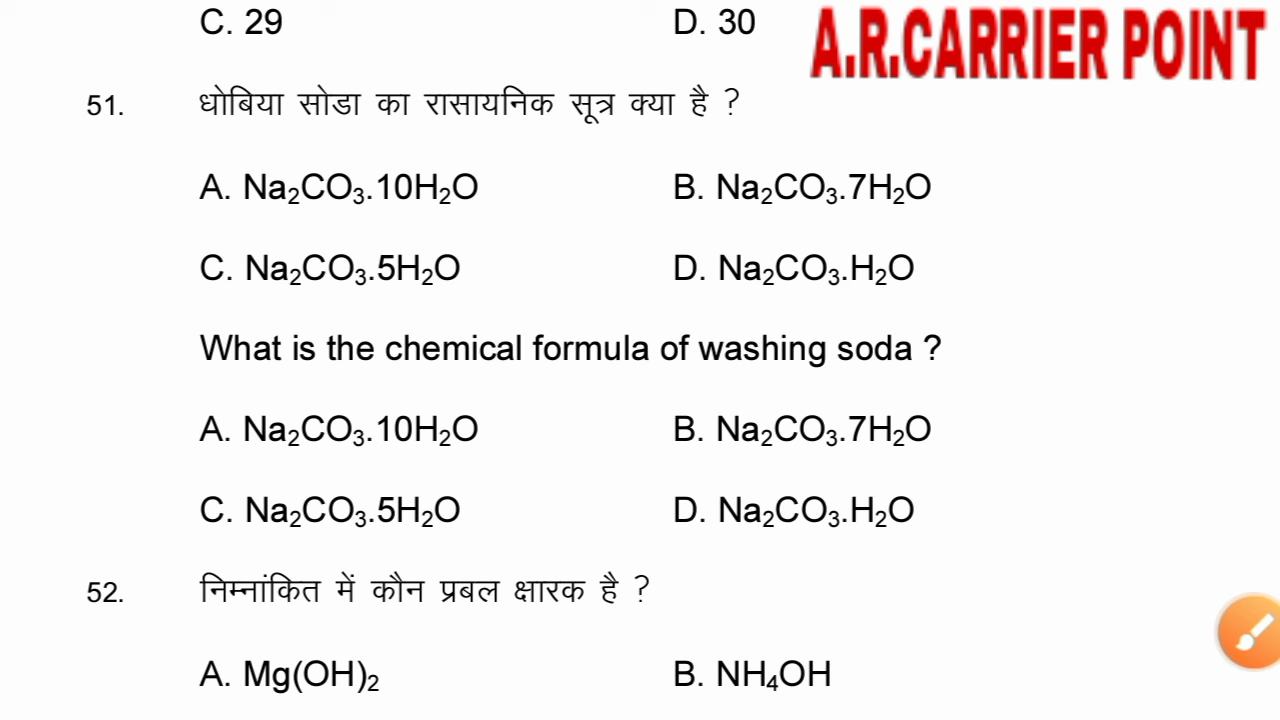 C. 29 D. 30
A.R.CARRIER POINT
51. धोबिया सोडा का रासायनिक सूत्र क्या है ?
A. Na₂CO₃.10H₂O B. Na₂CO₃.7H₂O
C. Na₂CO₃.5H₂O D. Na₂CO₃.H₂O
What is the chemical formula of washing soda ?
A. Na₂CO₃.10H₂O B. Na₂CO₃.7H₂O
C. Na₂CO₃.5H₂O D. Na₂CO₃.H₂O
52. निम्नांकित में कौन प्रबल क्षारक है ?
A. Mg(OH)₂ B. NH₄OH